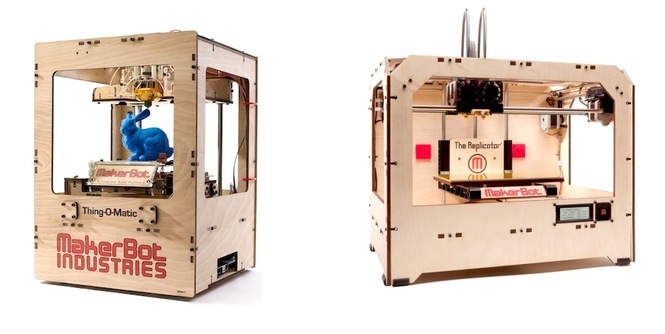 MakerBot
Thing-O-Matic
MakerBot
INDUSTRIES
The Replicator
M
MakerBot